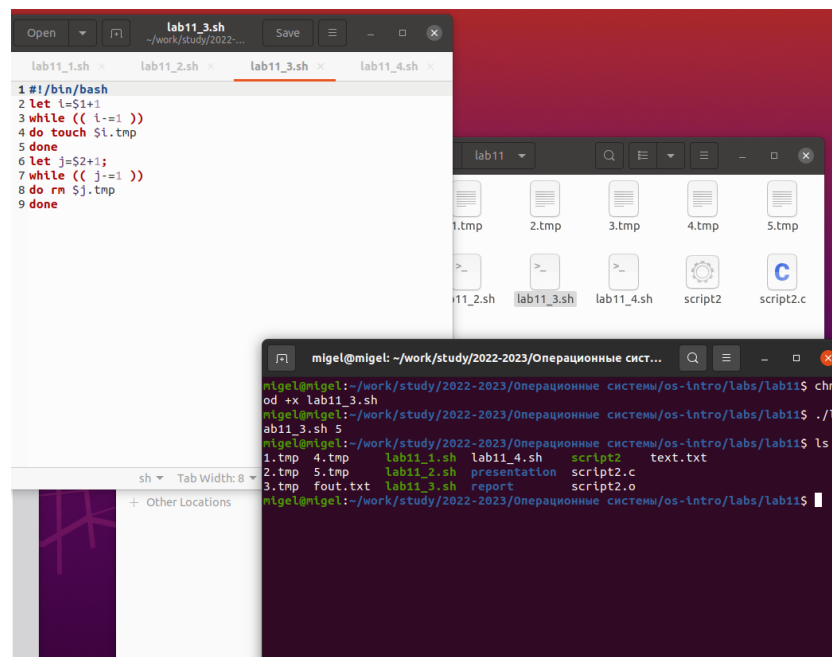 Open
lab11_3.sh
~/work/study/2022-...
Save
lab11_1.sh × lab11_2.sh × lab11_3.sh × lab11_4.sh ×
1 #!/bin/bash
2 let i=$1+1
3 while (( i-=1 ))
4 do touch $i.tmp
5 done
6 let j=$2+1;
7 while (( j-=1 ))
8 do rm $j.tmp
9 done
sh Tab Width: 8
lab11
1.tmp 2.tmp 3.tmp 4.tmp 5.tmp
11_2.sh lab11_3.sh lab11_4.sh script2 script2.c
+ Other Locations
migel@migel: ~/work/study/2022-2023/Операционные сист...
migel@migel:~/work/study/2022-2023/Операционные системы/os-intro/labs/lab11$ chm
od +x lab11_3.sh
migel@migel:~/work/study/2022-2023/Операционные системы/os-intro/labs/lab11$ ./l
ab11_3.sh 5
migel@migel:~/work/study/2022-2023/Операционные системы/os-intro/labs/lab11$ ls
1.tmp 4.tmp lab11_1.sh lab11_4.sh script2 text.txt
2.tmp 5.tmp lab11_2.sh presentation script2.c
3.tmp fout.txt lab11_3.sh report script2.o
migel@migel:~/work/study/2022-2023/Операционные системы/os-intro/labs/lab11$